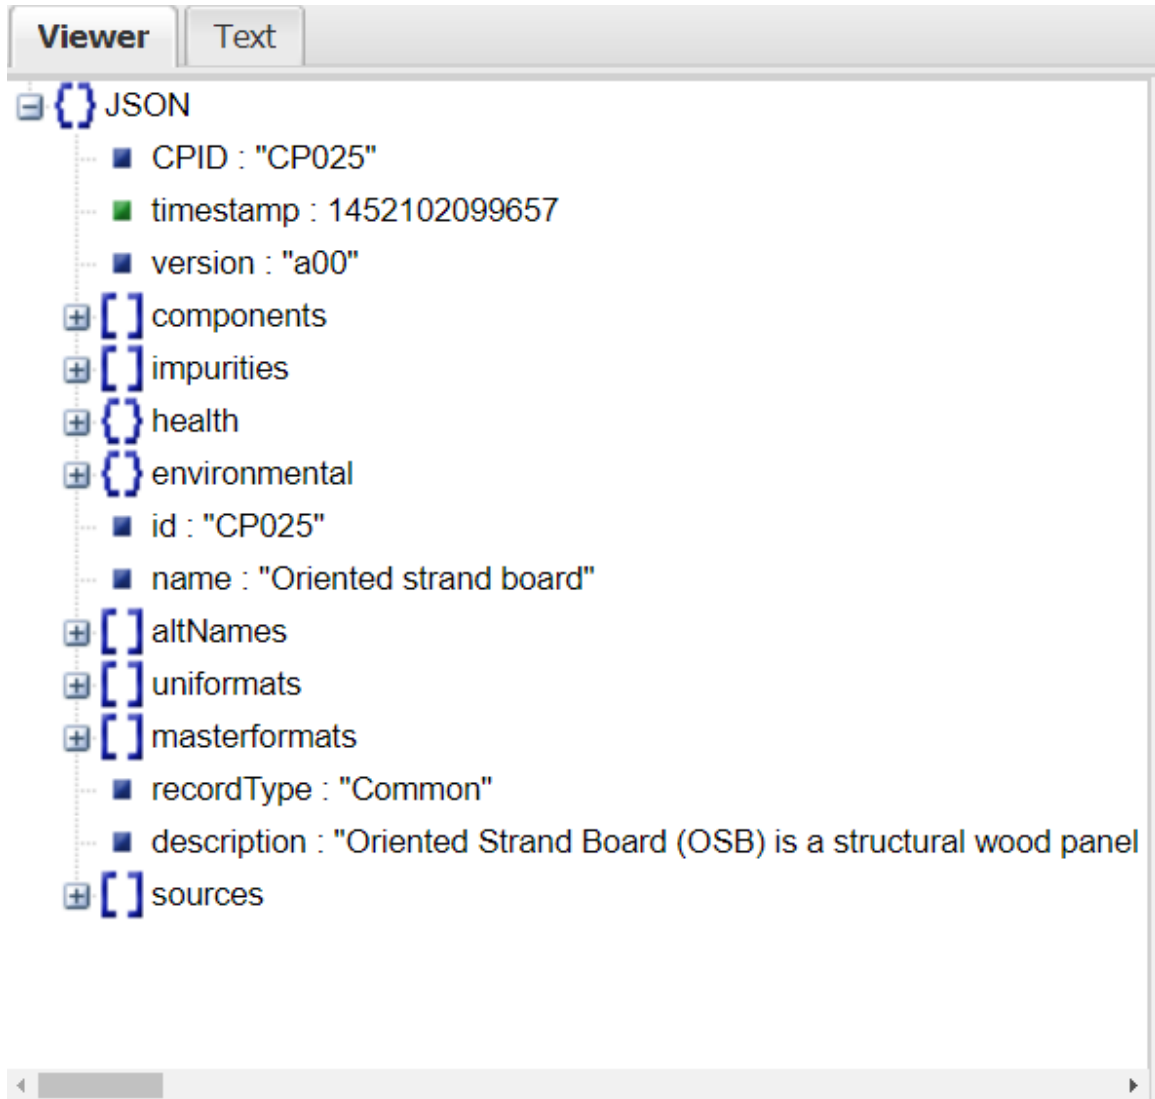 Viewer Text
{} JSON
CPID : "CP025"
timestamp : 1452102099657
version : "a00"
[] components
[] impurities
{} health
{} environmental
id : "CP025"
name : "Oriented strand board"
[] altNames
[] uniformats
[] masterformats
recordType : "Common"
description : "Oriented Strand Board (OSB) is a structural wood panel
[] sources